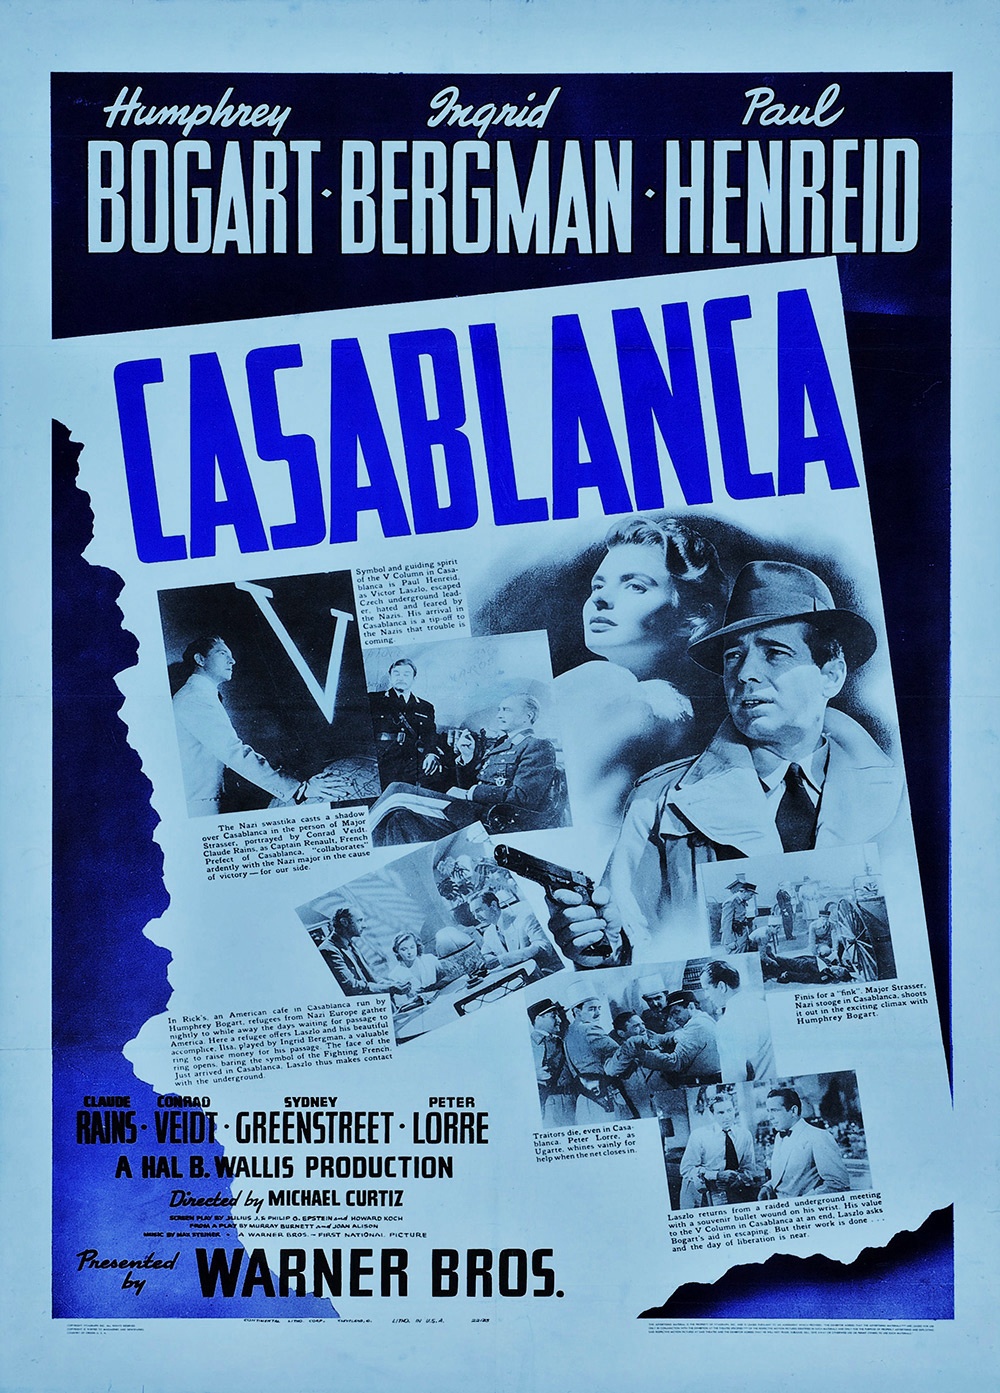 Humphrey Ingrid Paul
BOGART · BERGMAN · HENREID
CASABLANCA
Symbol and guiding spirit
of the V Column in Casa-
blanca is Paul Henreid,
as Victor Laszlo, escaped
Czech underground lead-
er, hated and feared by
the Nazis. His arrival in
Casablanca is a tip-off to
the Nazis that trouble is
coming.
V
The Nazi swastika casts a shadow
over Casablanca in the person of Major
Strasser, portrayed by Conrad Veidt.
Claude Rains, as Captain Renault, French
Prefect of Casablanca, "collaborates"
ardently with the Nazi major in the cause
of victory — for our side.
Finis for a "fink". Major Strasser,
Nazi stooge in Casablanca, shoots
it out in the exciting climax with
Humphrey Bogart.
In Rick's, an American cafe in Casablanca run by
Humphrey Bogart, refugees from Nazi Europe gather
nightly to while away the days waiting for passage to
America. Here a refugee offers Laszlo and his beautiful
accomplice, Ilsa, played by Ingrid Bergman, a valuable
ring to raise money for his passage. The face of the
ring opens, baring the symbol of the Fighting French.
Just arrived in Casablanca, Laszlo thus makes contact
with the underground.
Traitors die, even in Casa-
blanca. Peter Lorre, as
Ugarte, whines vainly for
help when the net closes in.
Laszlo returns from a raided underground meeting
with a souvenir bullet wound on his wrist. His value
to the V Column in Casablanca at an end, Laszlo asks
Bogart's aid in escaping. But their work is done . . .
and the day of liberation is near.
CLAUDE CONRAD SYDNEY PETER
RAINS · VEIDT · GREENSTREET · LORRE
A HAL B. WALLIS PRODUCTION
Directed by MICHAEL CURTIZ
SCREEN PLAY BY JULIUS J. & PHILIP G. EPSTEIN and HOWARD KOCH
FROM A PLAY BY MURRAY BURNETT and JOAN ALISON
MUSIC BY MAX STEINER · A WARNER BROS. – FIRST NATIONAL PICTURE
Presented
by WARNER BROS.
CONTINENTAL LITHO. CORP. CLEVELAND, O. LITHO. IN U.S.A.